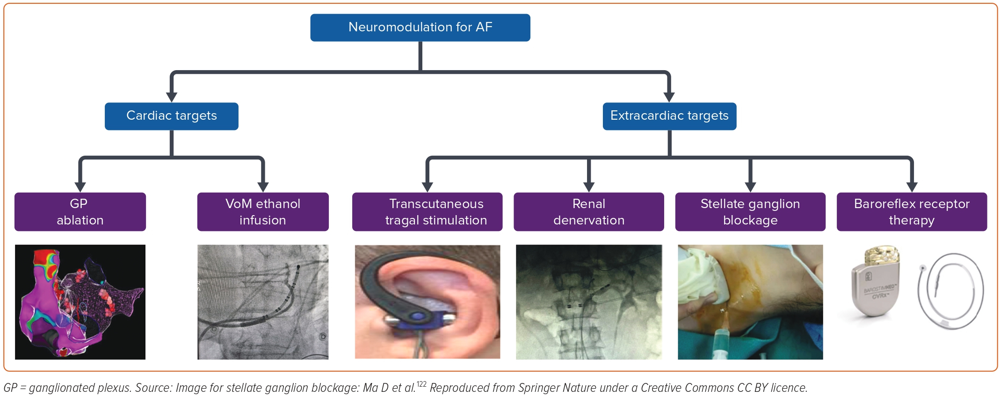 Neuromodulation for AF
Cardiac targets
Extracardiac targets
GP
ablation
VoM ethanol
infusion
Transcutaneous
tragal stimulation
Renal
denervation
Stellate ganglion
blockage
Baroreflex receptor
therapy
R
A
BAROSTIM NEO™
CVRx™
GP = ganglionated plexus. Source: Image for stellate ganglion blockage: Ma D et al.¹²² Reproduced from Springer Nature under a Creative Commons CC BY licence.